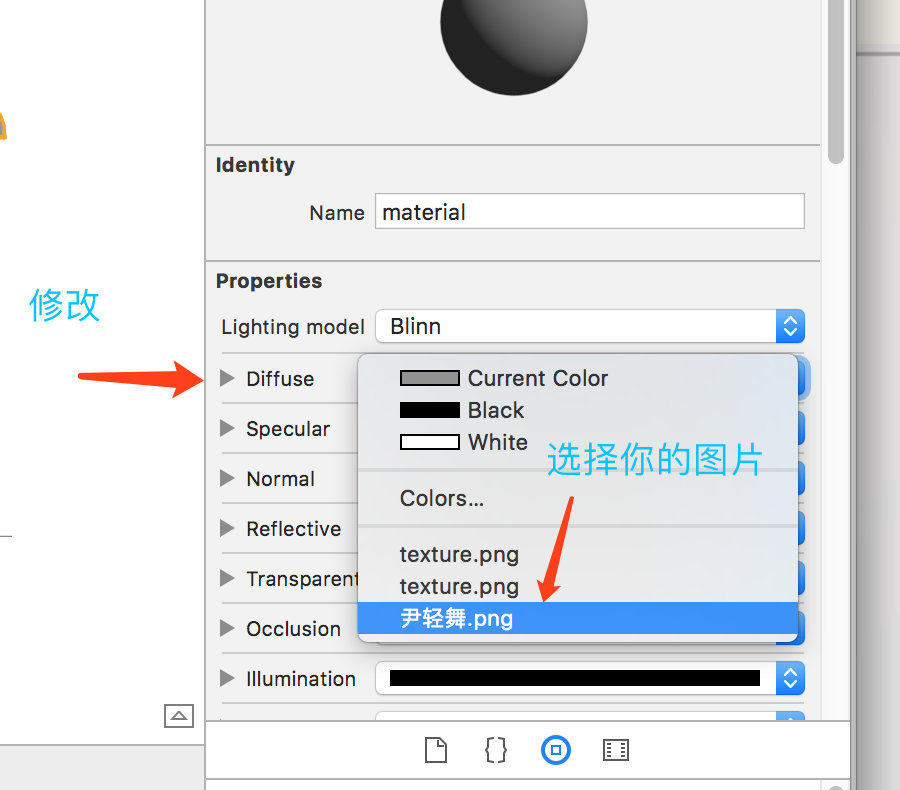 Identity
Name
material
Properties
修改
Lighting model
Blinn
Diffuse
Current Color
Black
Specular
White
选择你的图片
Normal
Colors...
Reflective
texture.png
Transparent
texture.png
尹轻舞.png
Occlusion
Illumination